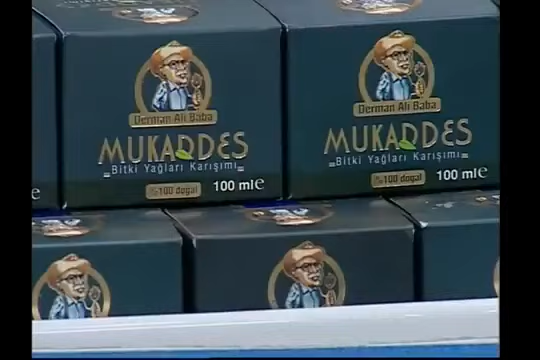 Derman Ali Baba
MUKADDES
Bitki Yağları Karışımı
%100 doğal
100 ml℮
Derman Ali Baba
MUKADDES
Bitki Yağları Karışımı
%100 doğal
100 ml℮
℮